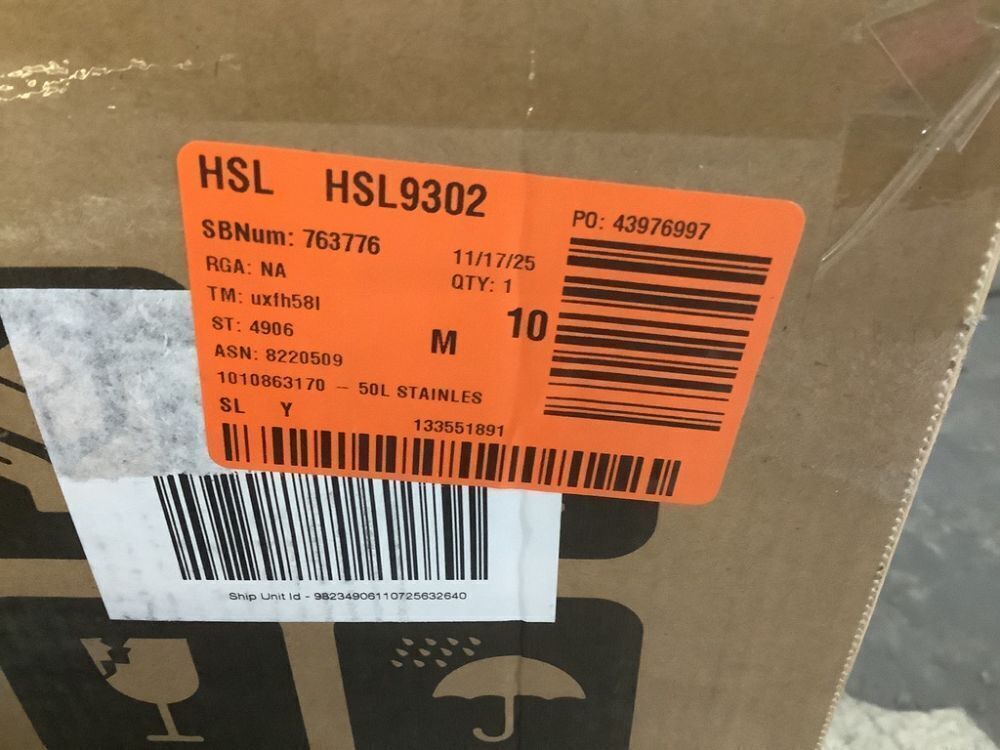 HSL HSL9302
PO: 43976997
SBNum: 763776
11/17/25
RGA: NA
QTY: 1
TM: uxfh58l
ST: 4906
M 10
ASN: 8220509
1010863170 – 50L STAINLES
SL Y
133551891
Ship Unit Id - 98234906110725632640